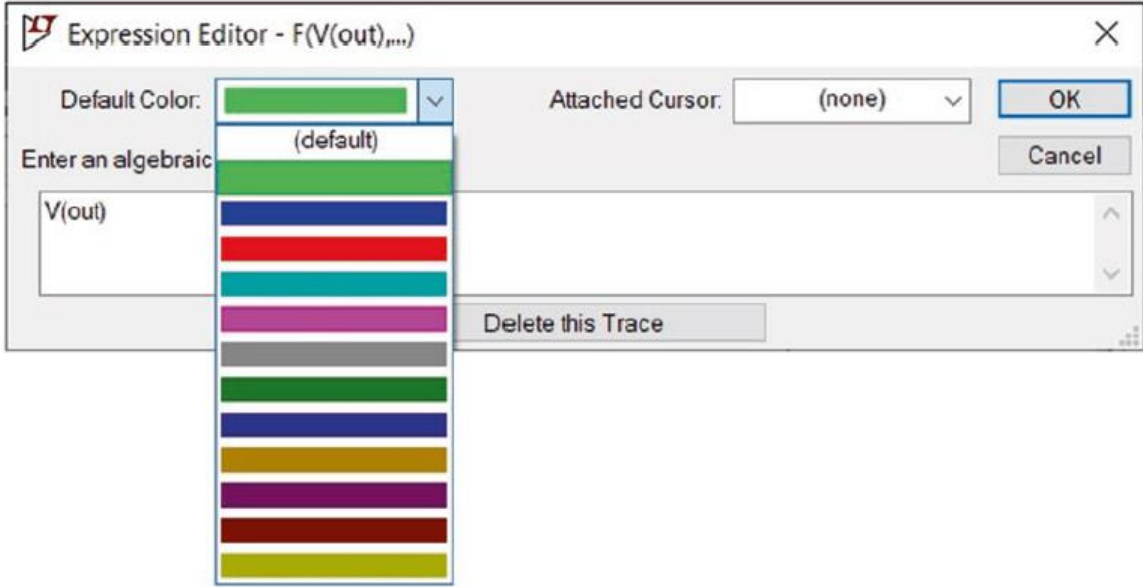 Expression Editor - F(V(out),...)
Default Color:
Attached Cursor: (none) OK
(default)
Enter an algebraic
Cancel
V(out)
Delete this Trace